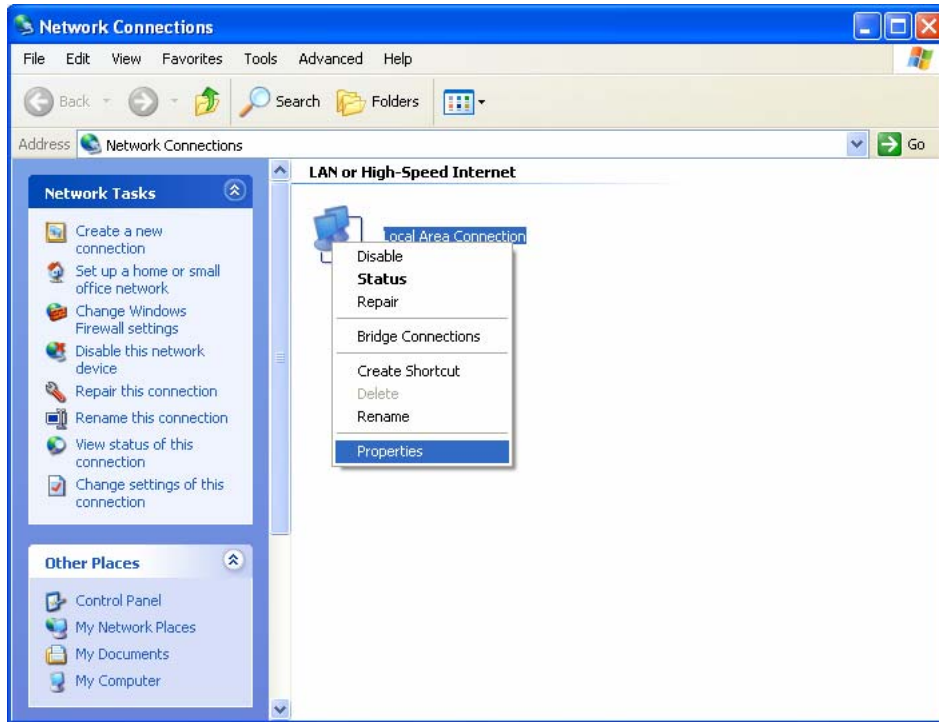 Network Connections
File Edit View Favorites Tools Advanced Help
Back Search Folders
Address Network Connections Go
Network Tasks
Create a new
connection
Set up a home or small
office network
Change Windows
Firewall settings
Disable this network
device
Repair this connection
Rename this connection
View status of this
connection
Change settings of this
connection
Other Places
Control Panel
My Network Places
My Documents
My Computer
LAN or High-Speed Internet
Local Area Connection
Disable
Status
Repair
Bridge Connections
Create Shortcut
Delete
Rename
Properties